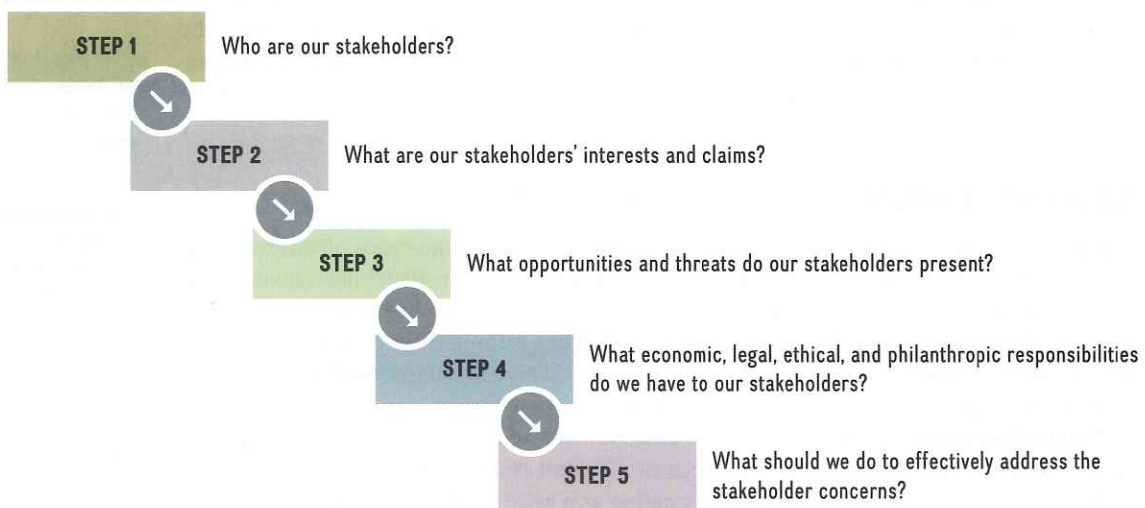 STEP 1
Who are our stakeholders?
STEP 2
What are our stakeholders' interests and claims?
STEP 3
What opportunities and threats do our stakeholders present?
STEP 4
What economic, legal, ethical, and philanthropic responsibilities
do we have to our stakeholders?
STEP 5
What should we do to effectively address the
stakeholder concerns?